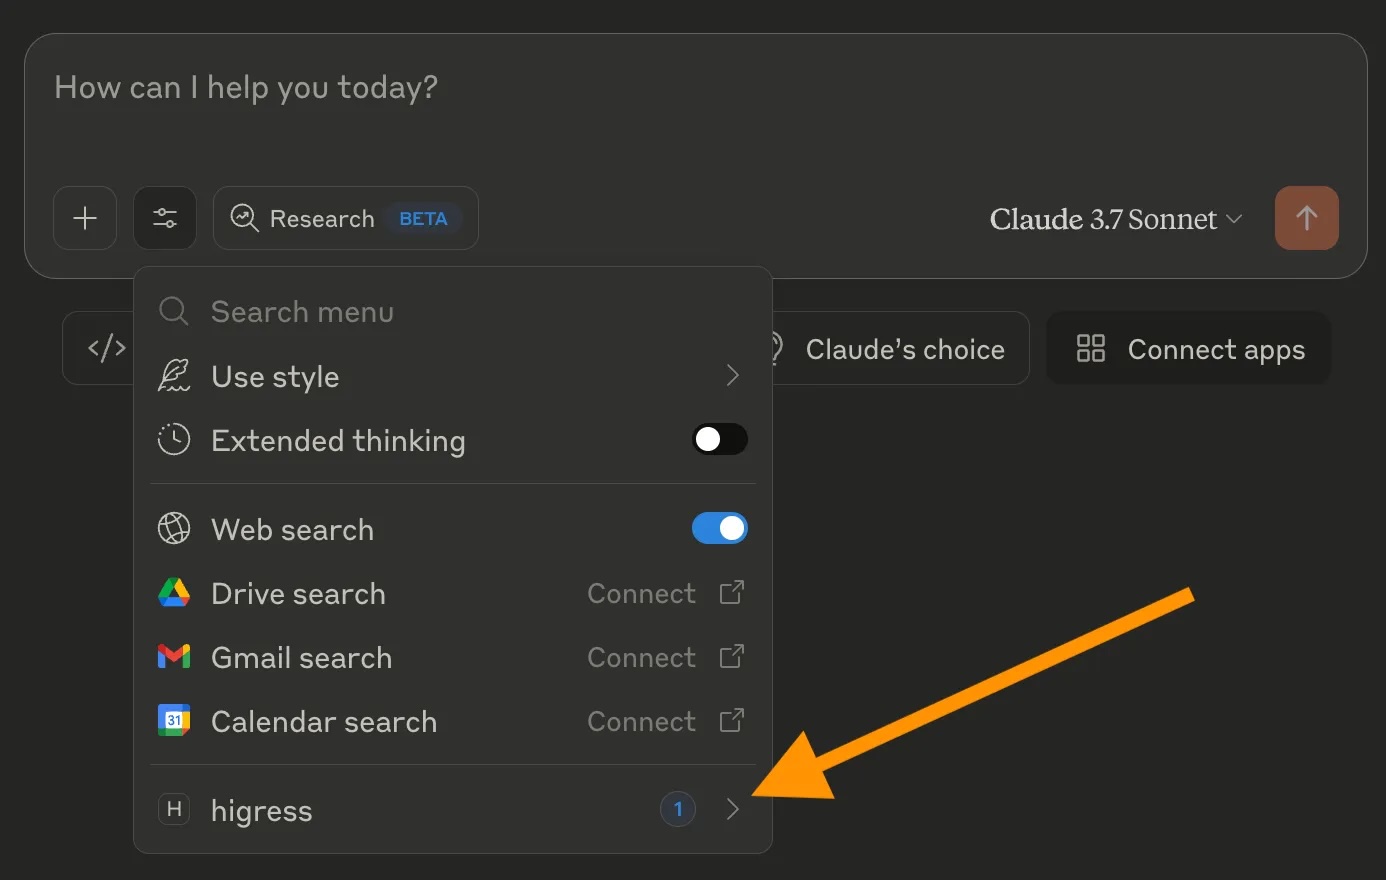 How can I help you today?
Research BETA
Claude 3.7 Sonnet
Search menu
</> Claude's choice Connect apps
Use style
Extended thinking
Web search
Drive search Connect
Gmail search Connect
31 Calendar search Connect
H higress 1